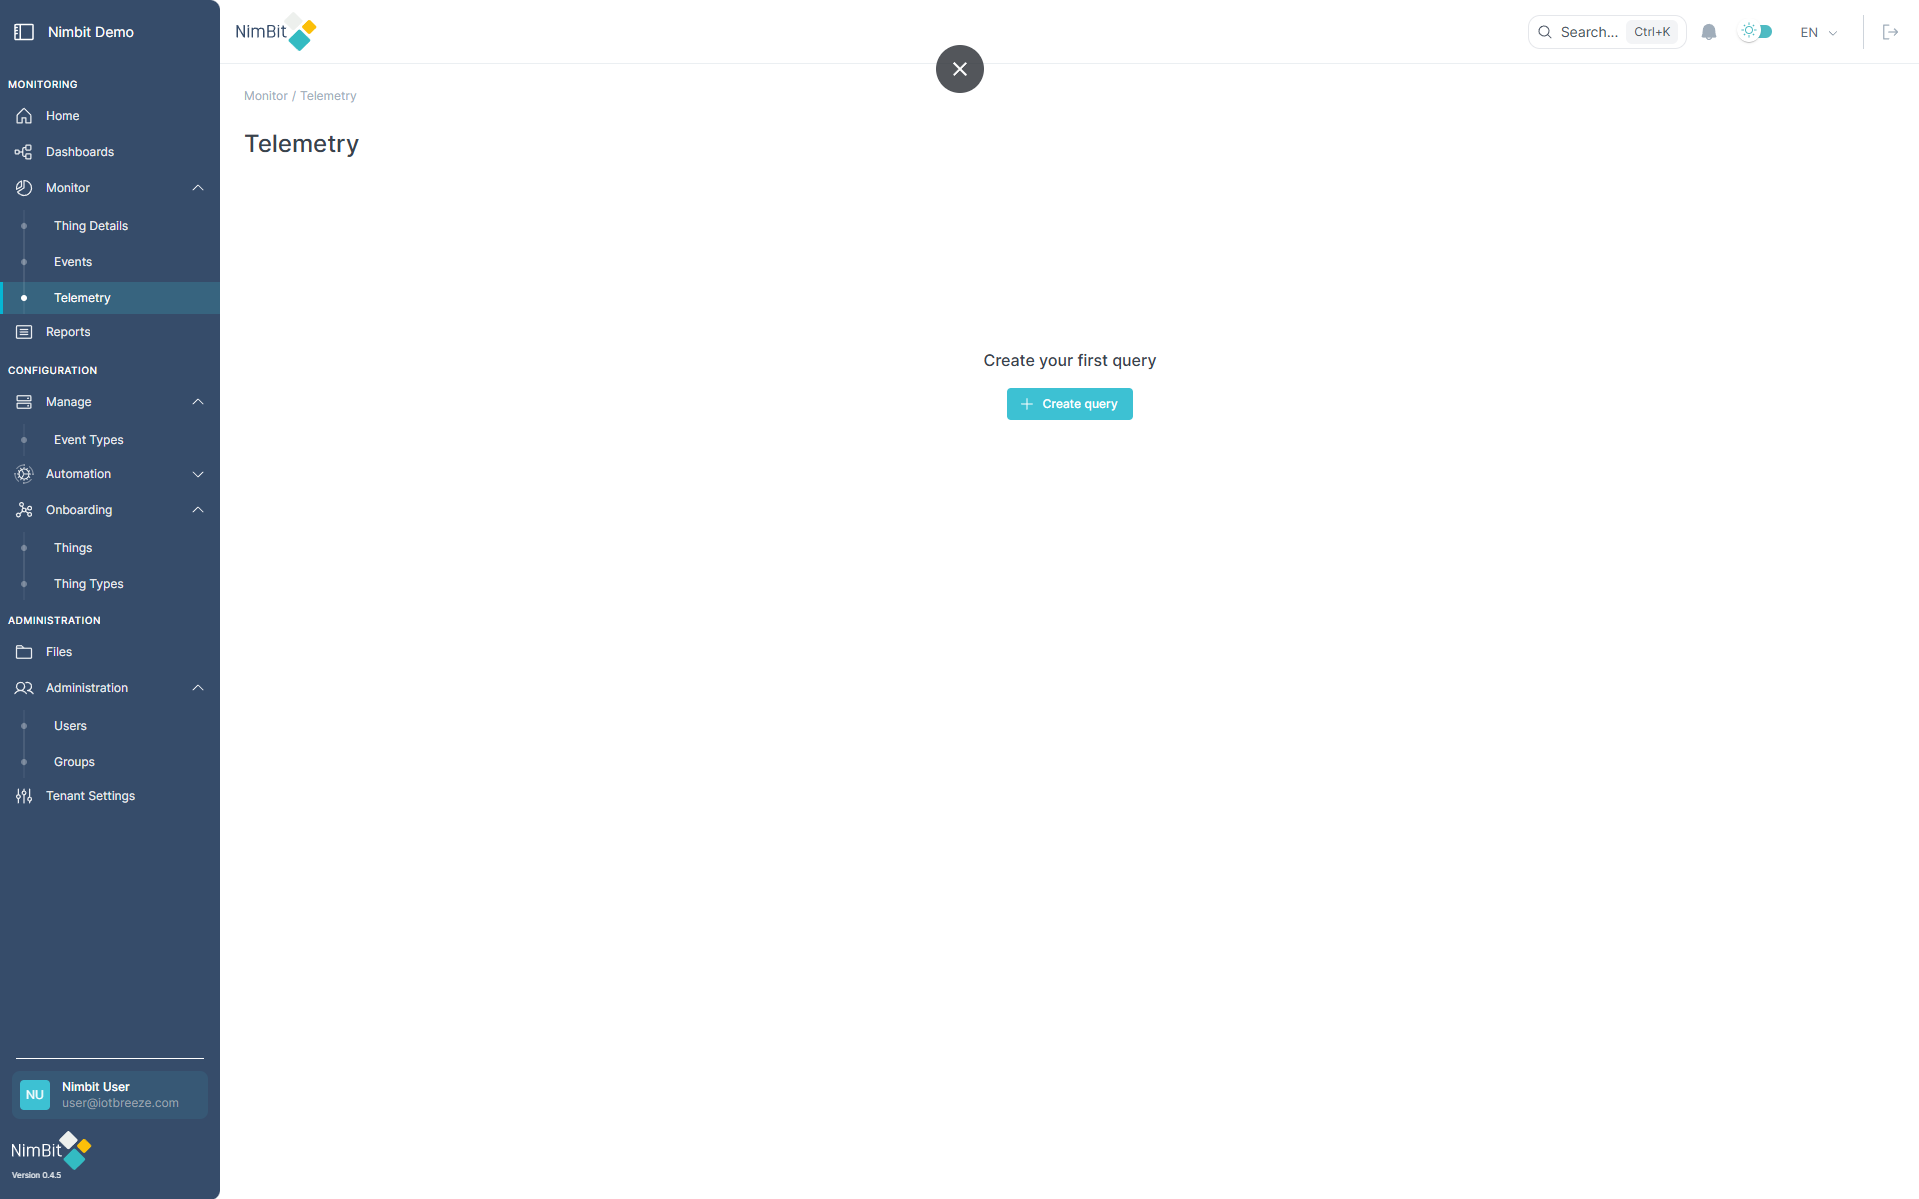 Nimbit Demo
MONITORING
Home
Dashboards
Monitor
Thing Details
Events
Telemetry
Reports
CONFIGURATION
Manage
Event Types
Automation
Onboarding
Things
Thing Types
ADMINISTRATION
Files
Administration
Users
Groups
Tenant Settings
NU
Nimbit User
user@iotbreeze.com
NimBit
Version 0.4.5
NimBit
Search...
Ctrl+K
EN
Monitor / Telemetry
Telemetry
Create your first query
Create query